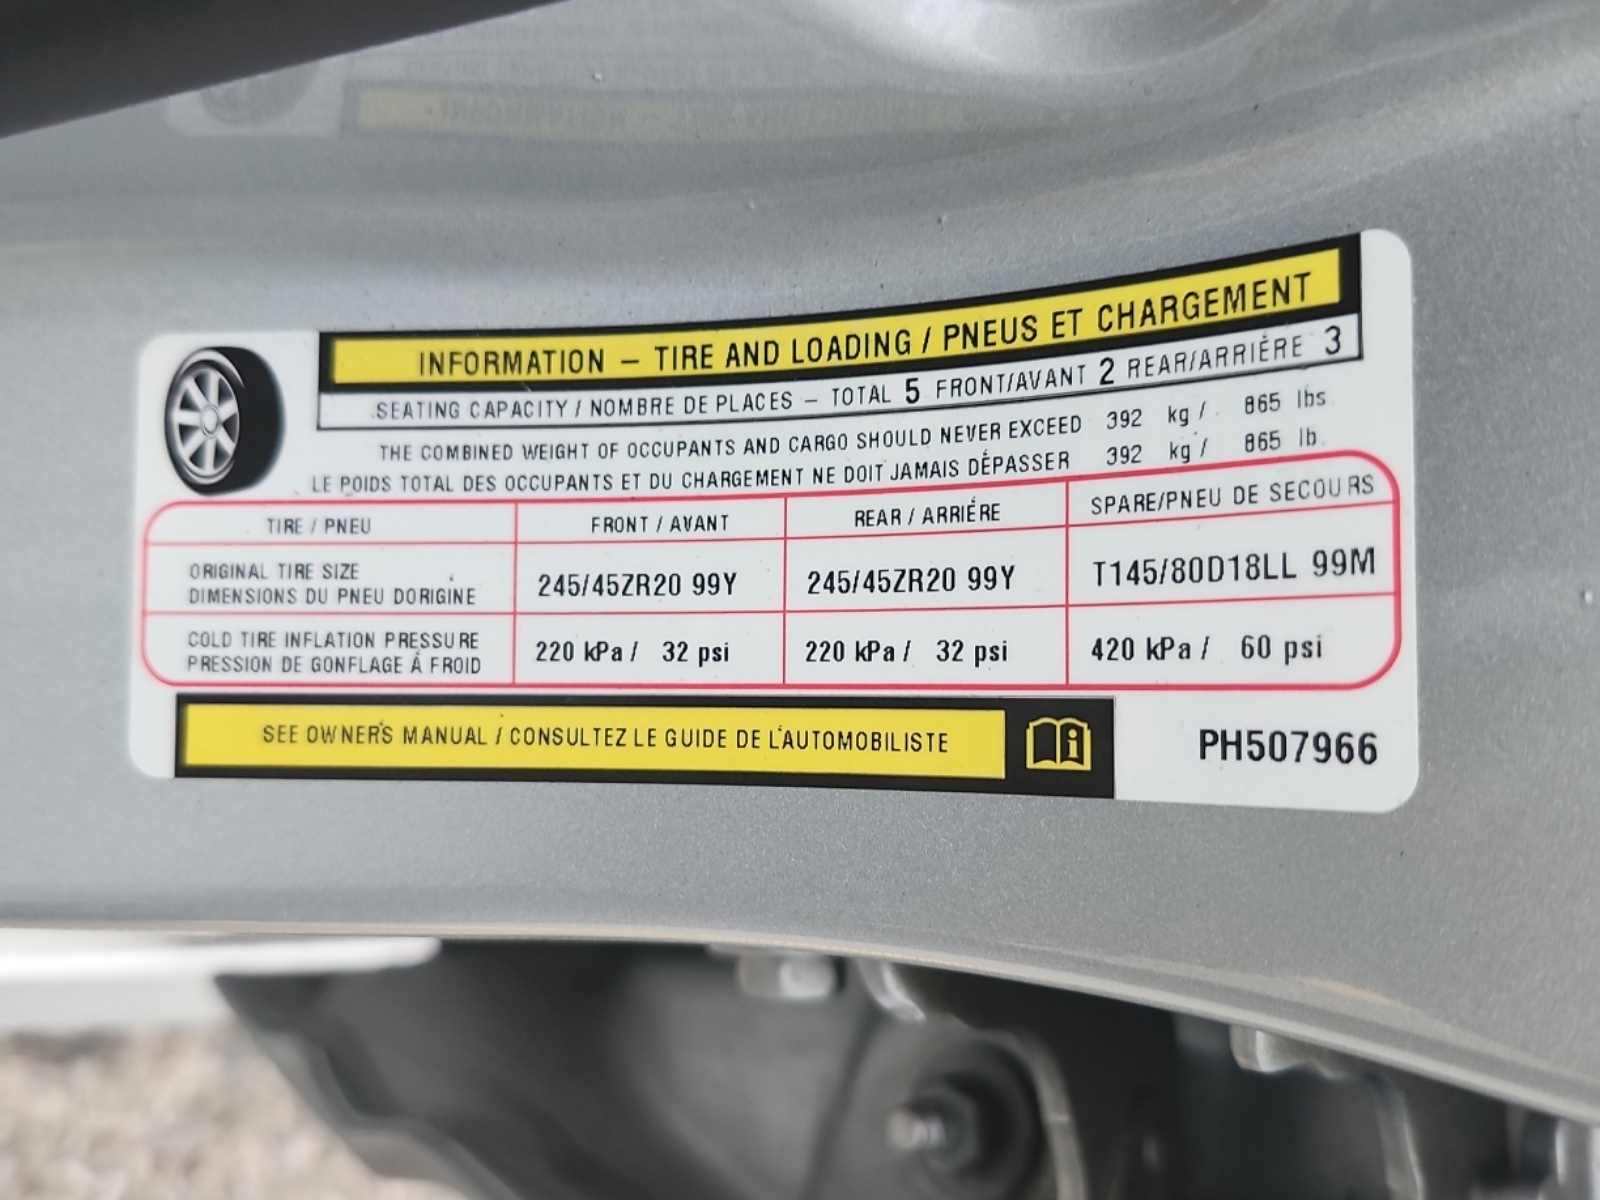 INFORMATION – TIRE AND LOADING / PNEUS ET CHARGEMENT
SEATING CAPACITY / NOMBRE DE PLACES – TOTAL 5 FRONT/AVANT 2 REAR/ARRIÈRE 3
THE COMBINED WEIGHT OF OCCUPANTS AND CARGO SHOULD NEVER EXCEED 392 kg / 865 lbs
LE POIDS TOTAL DES OCCUPANTS ET DU CHARGEMENT NE DOIT JAMAIS DÉPASSER 392 kg / 865 lb
TIRE / PNEU FRONT / AVANT REAR / ARRIÉRE SPARE/PNEU DE SECOURS
ORIGINAL TIRE SIZE
DIMENSIONS DU PNEU DORIGINE 245/45ZR20 99Y 245/45ZR20 99Y T145/80D18LL 99M
COLD TIRE INFLATION PRESSURE
PRESSION DE GONFLAGE À FROID 220 kPa / 32 psi 220 kPa / 32 psi 420 kPa / 60 psi
SEE OWNER'S MANUAL / CONSULTEZ LE GUIDE DE L'AUTOMOBILISTE
PH507966